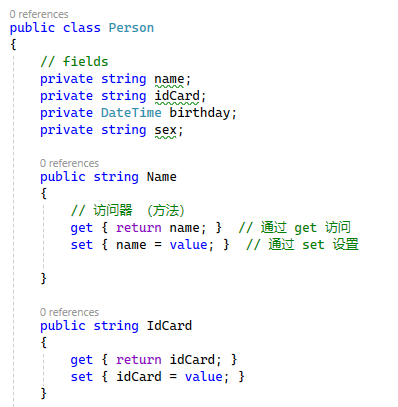 0 references
public class Person
{
// fields
private string name;
private string idCard;
private DateTime birthday;
private string sex;
0 references
public string Name
{
// 访问器 （方法）
get { return name; }  // 通过 get 访问
set { name = value; }  // 通过 set 设置
}
0 references
public string IdCard
{
get { return idCard; }
set { idCard = value; }
}